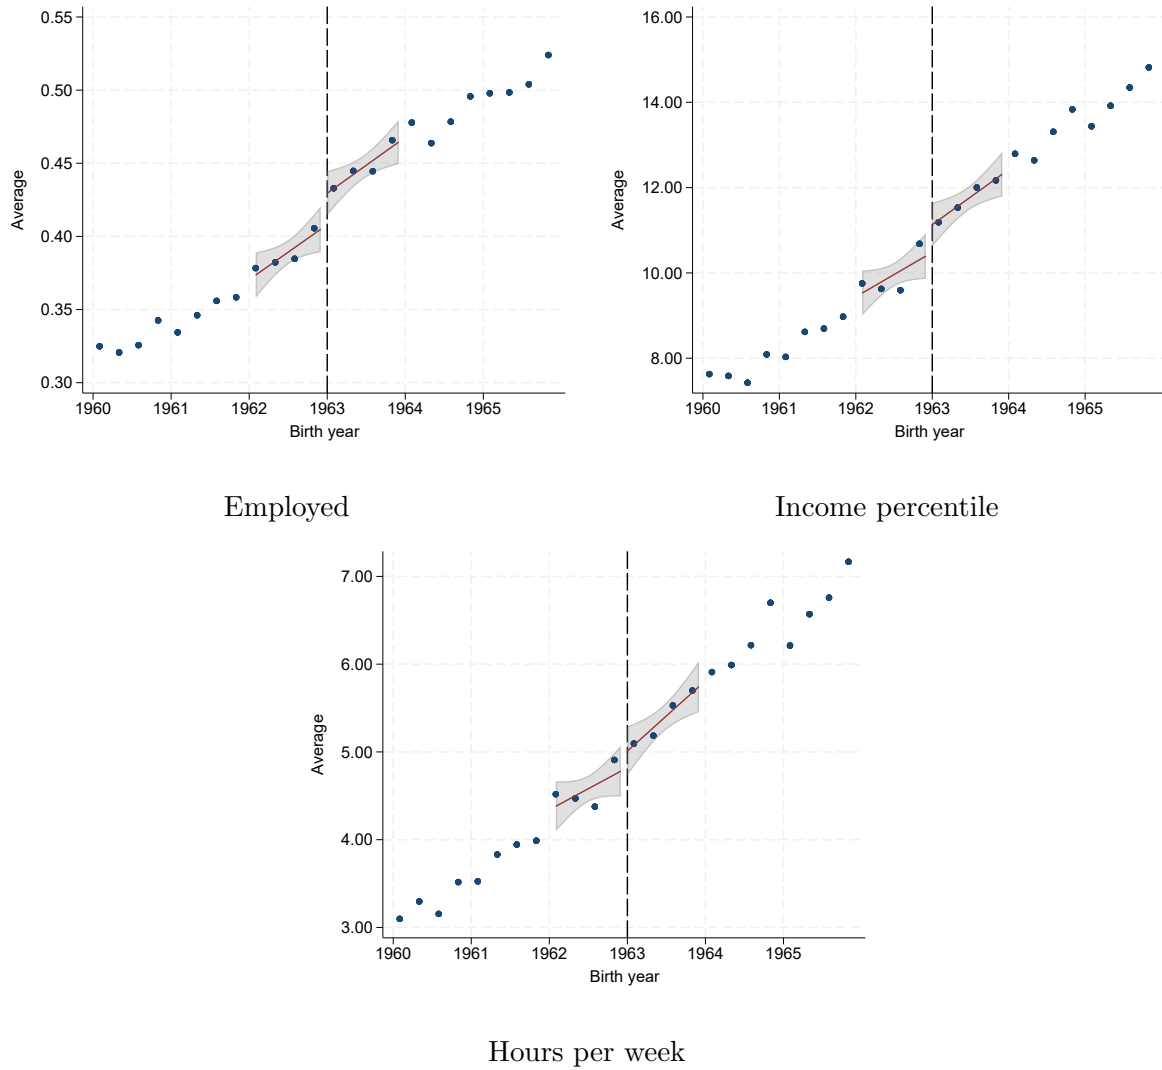 0.55
0.50
0.45
0.40
0.35
0.30
Average
1960 1961 1962 1963 1964 1965
Birth year
Employed
16.00
14.00
12.00
10.00
8.00
Average
1960 1961 1962 1963 1964 1965
Birth year
Income percentile
7.00
6.00
5.00
4.00
3.00
Average
1960 1961 1962 1963 1964 1965
Birth year
Hours per week